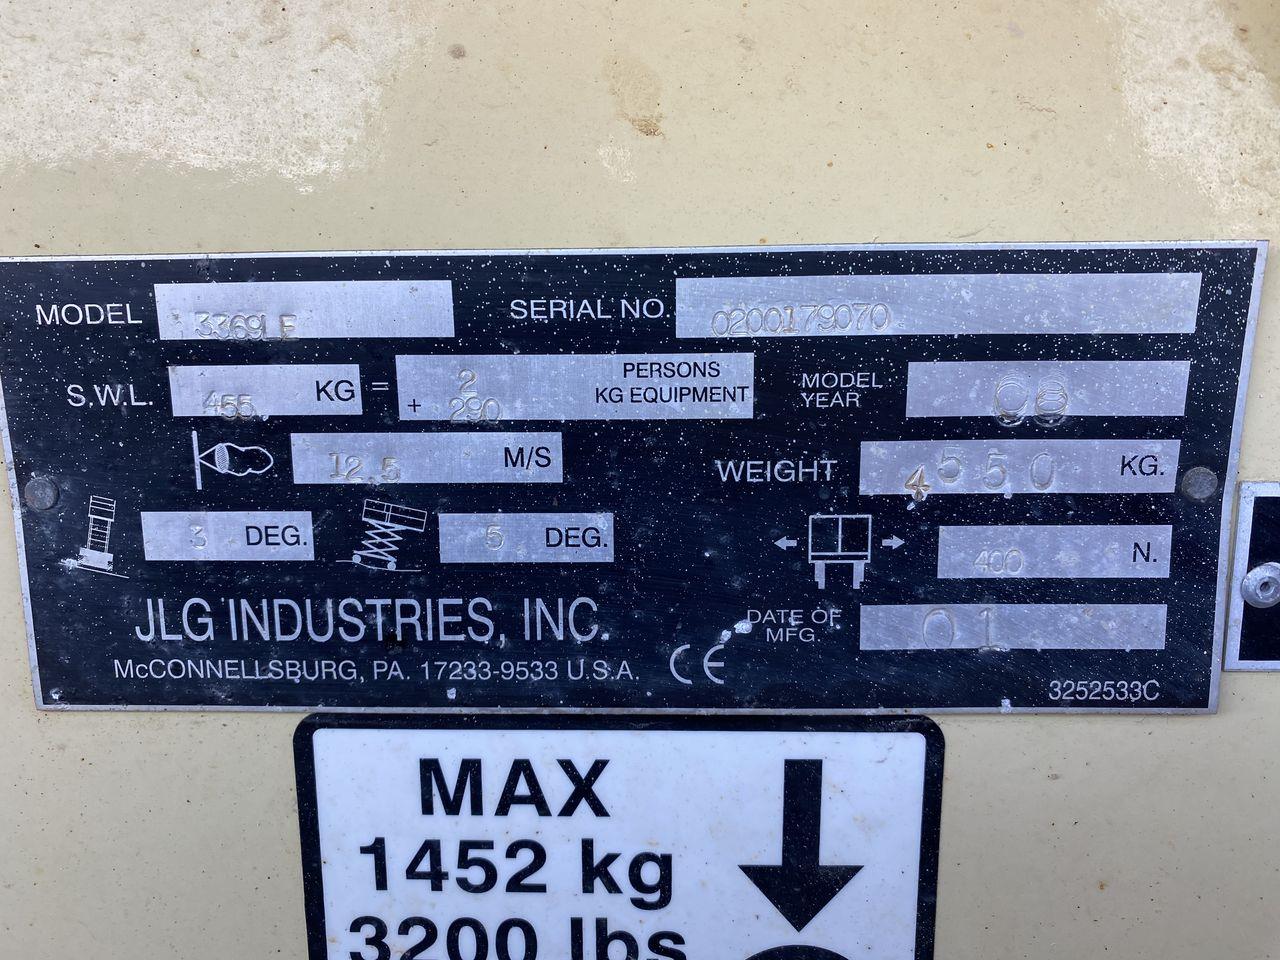 MODEL 3369LE SERIAL NO. 0200179070
S.W.L. 455 KG = 2 PERSONS
+ 290 KG EQUIPMENT
MODEL YEAR 08
12.5 M/S
WEIGHT 4550 KG.
3 DEG. 5 DEG.
400 N.
JLG INDUSTRIES, INC.
DATE OF MFG. 01
McCONNELLSBURG, PA. 17233-9533 U.S.A. CE
3252533C
MAX
1452 kg
3200 lbs